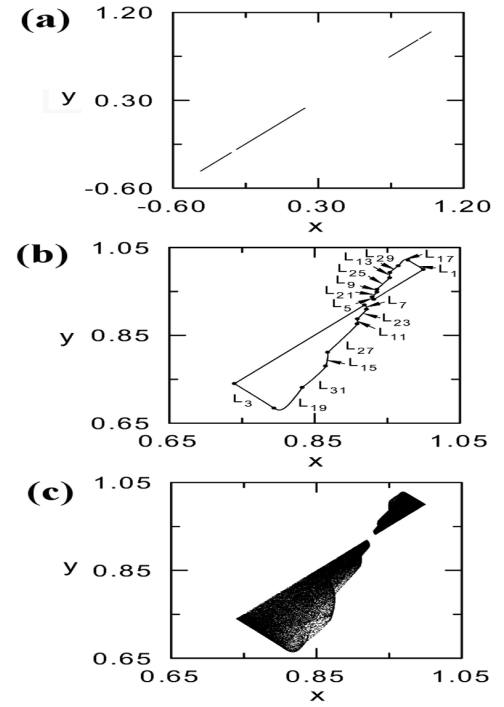 (a)
1.20
y 0.30
-0.60
-0.60 0.30 1.20
x
(b)
1.05
L13 L29 L17
L25 L1
L9
L21
L5 L7
y 0.85
L23
L11
L27
L15
L31
L3 L19
0.65
0.65 0.85 1.05
x
(c)
1.05
y 0.85
0.65
0.65 0.85 1.05
x